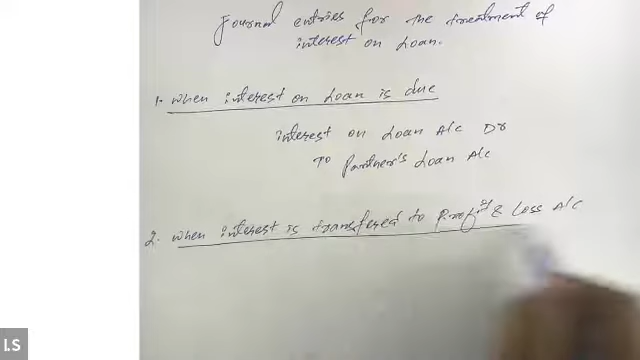 Journal entries for the treatment of
interest on Loan.
1. When interest on Loan is due
interest on Loan A/c Dr
To Partner's Loan A/c
2. When interest is transfered to Profit & Loss A/c
I.S